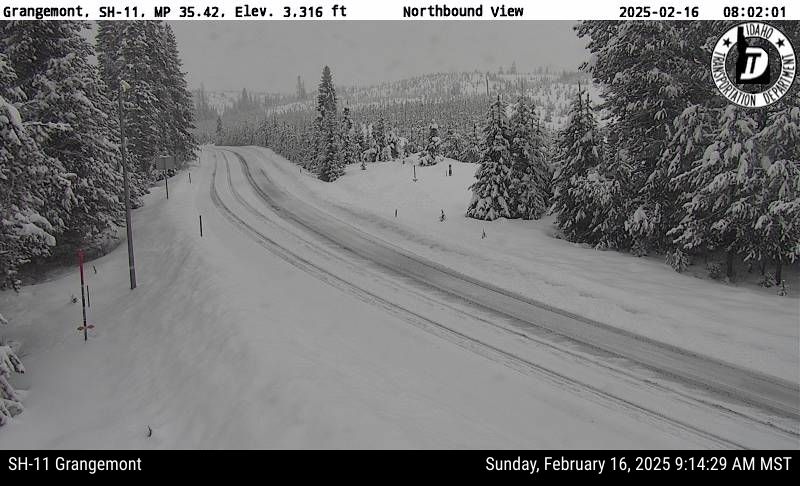 Grangemont, SH-11, MP 35.42, Elev. 3,316 ft Northbound View 2025-02-16 08:02:01
IDAHO
TRANSPORTATION DEPARTMENT
SH-11 Grangemont Sunday, February 16, 2025 9:14:29 AM MST